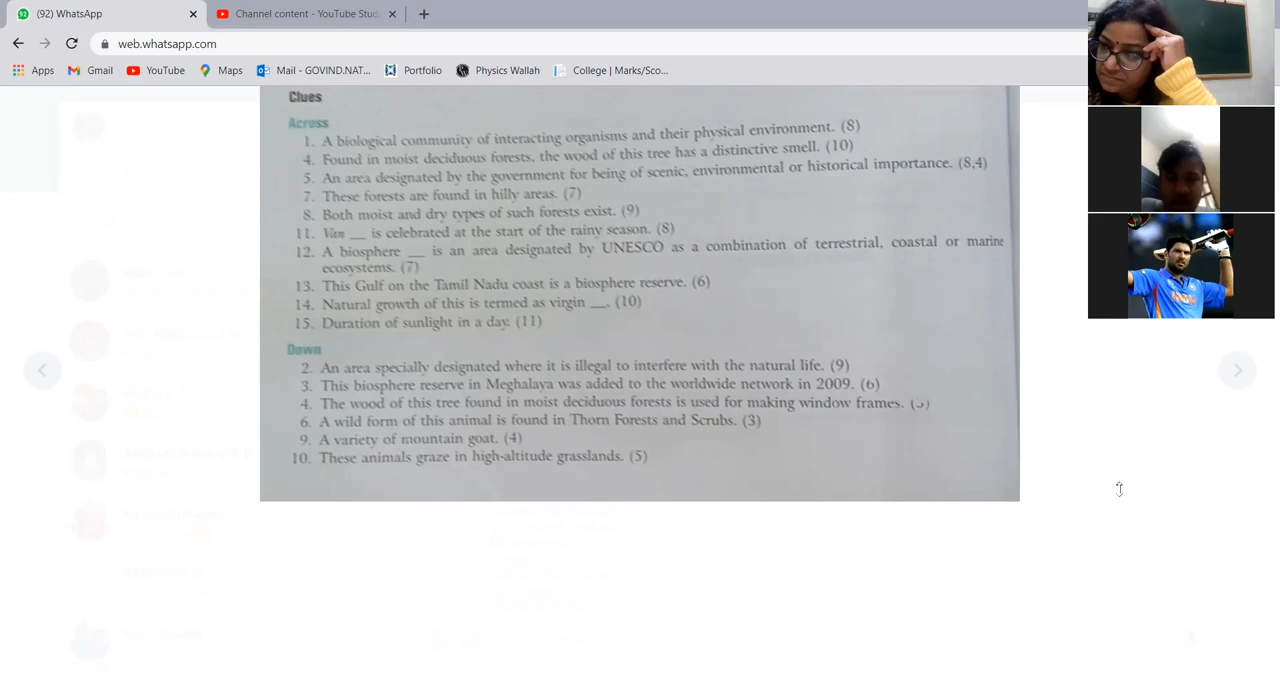 (92) WhatsApp
Channel content - YouTube Stud
web.whatsapp.com
Apps
Gmail
YouTube
Maps
Mail - GOVIND.NAT...
Portfolio
Physics Wallah
College | Marks/Sco...
Clues
Across
1. A biological community of interacting organisms and their physical environment. (8)
4. Found in moist deciduous forests, the wood of this tree has a distinctive smell. (10)
5. An area designated by the government for being of scenic, environmental or historical importance. (8,4)
7. These forests are found in hilly areas. (7)
8. Both moist and dry types of such forests exist. (9)
11. Van __ is celebrated at the start of the rainy season. (8)
12. A biosphere __ is an area designated by UNESCO as a combination of terrestrial, coastal or marine
ecosystems. (7)
13. This Gulf on the Tamil Nadu coast is a biosphere reserve. (6)
14. Natural growth of this is termed as virgin __. (10)
15. Duration of sunlight in a day. (11)
Down
2. An area specially designated where it is illegal to interfere with the natural life. (9)
3. This biosphere reserve in Meghalaya was added to the worldwide network in 2009. (6)
4. The wood of this tree found in moist deciduous forests is used for making window frames.
6. A wild form of this animal is found in Thorn Forests and Scrubs. (3)
9. A variety of mountain goat. (4)
10. These animals graze in high-altitude grasslands. (5)